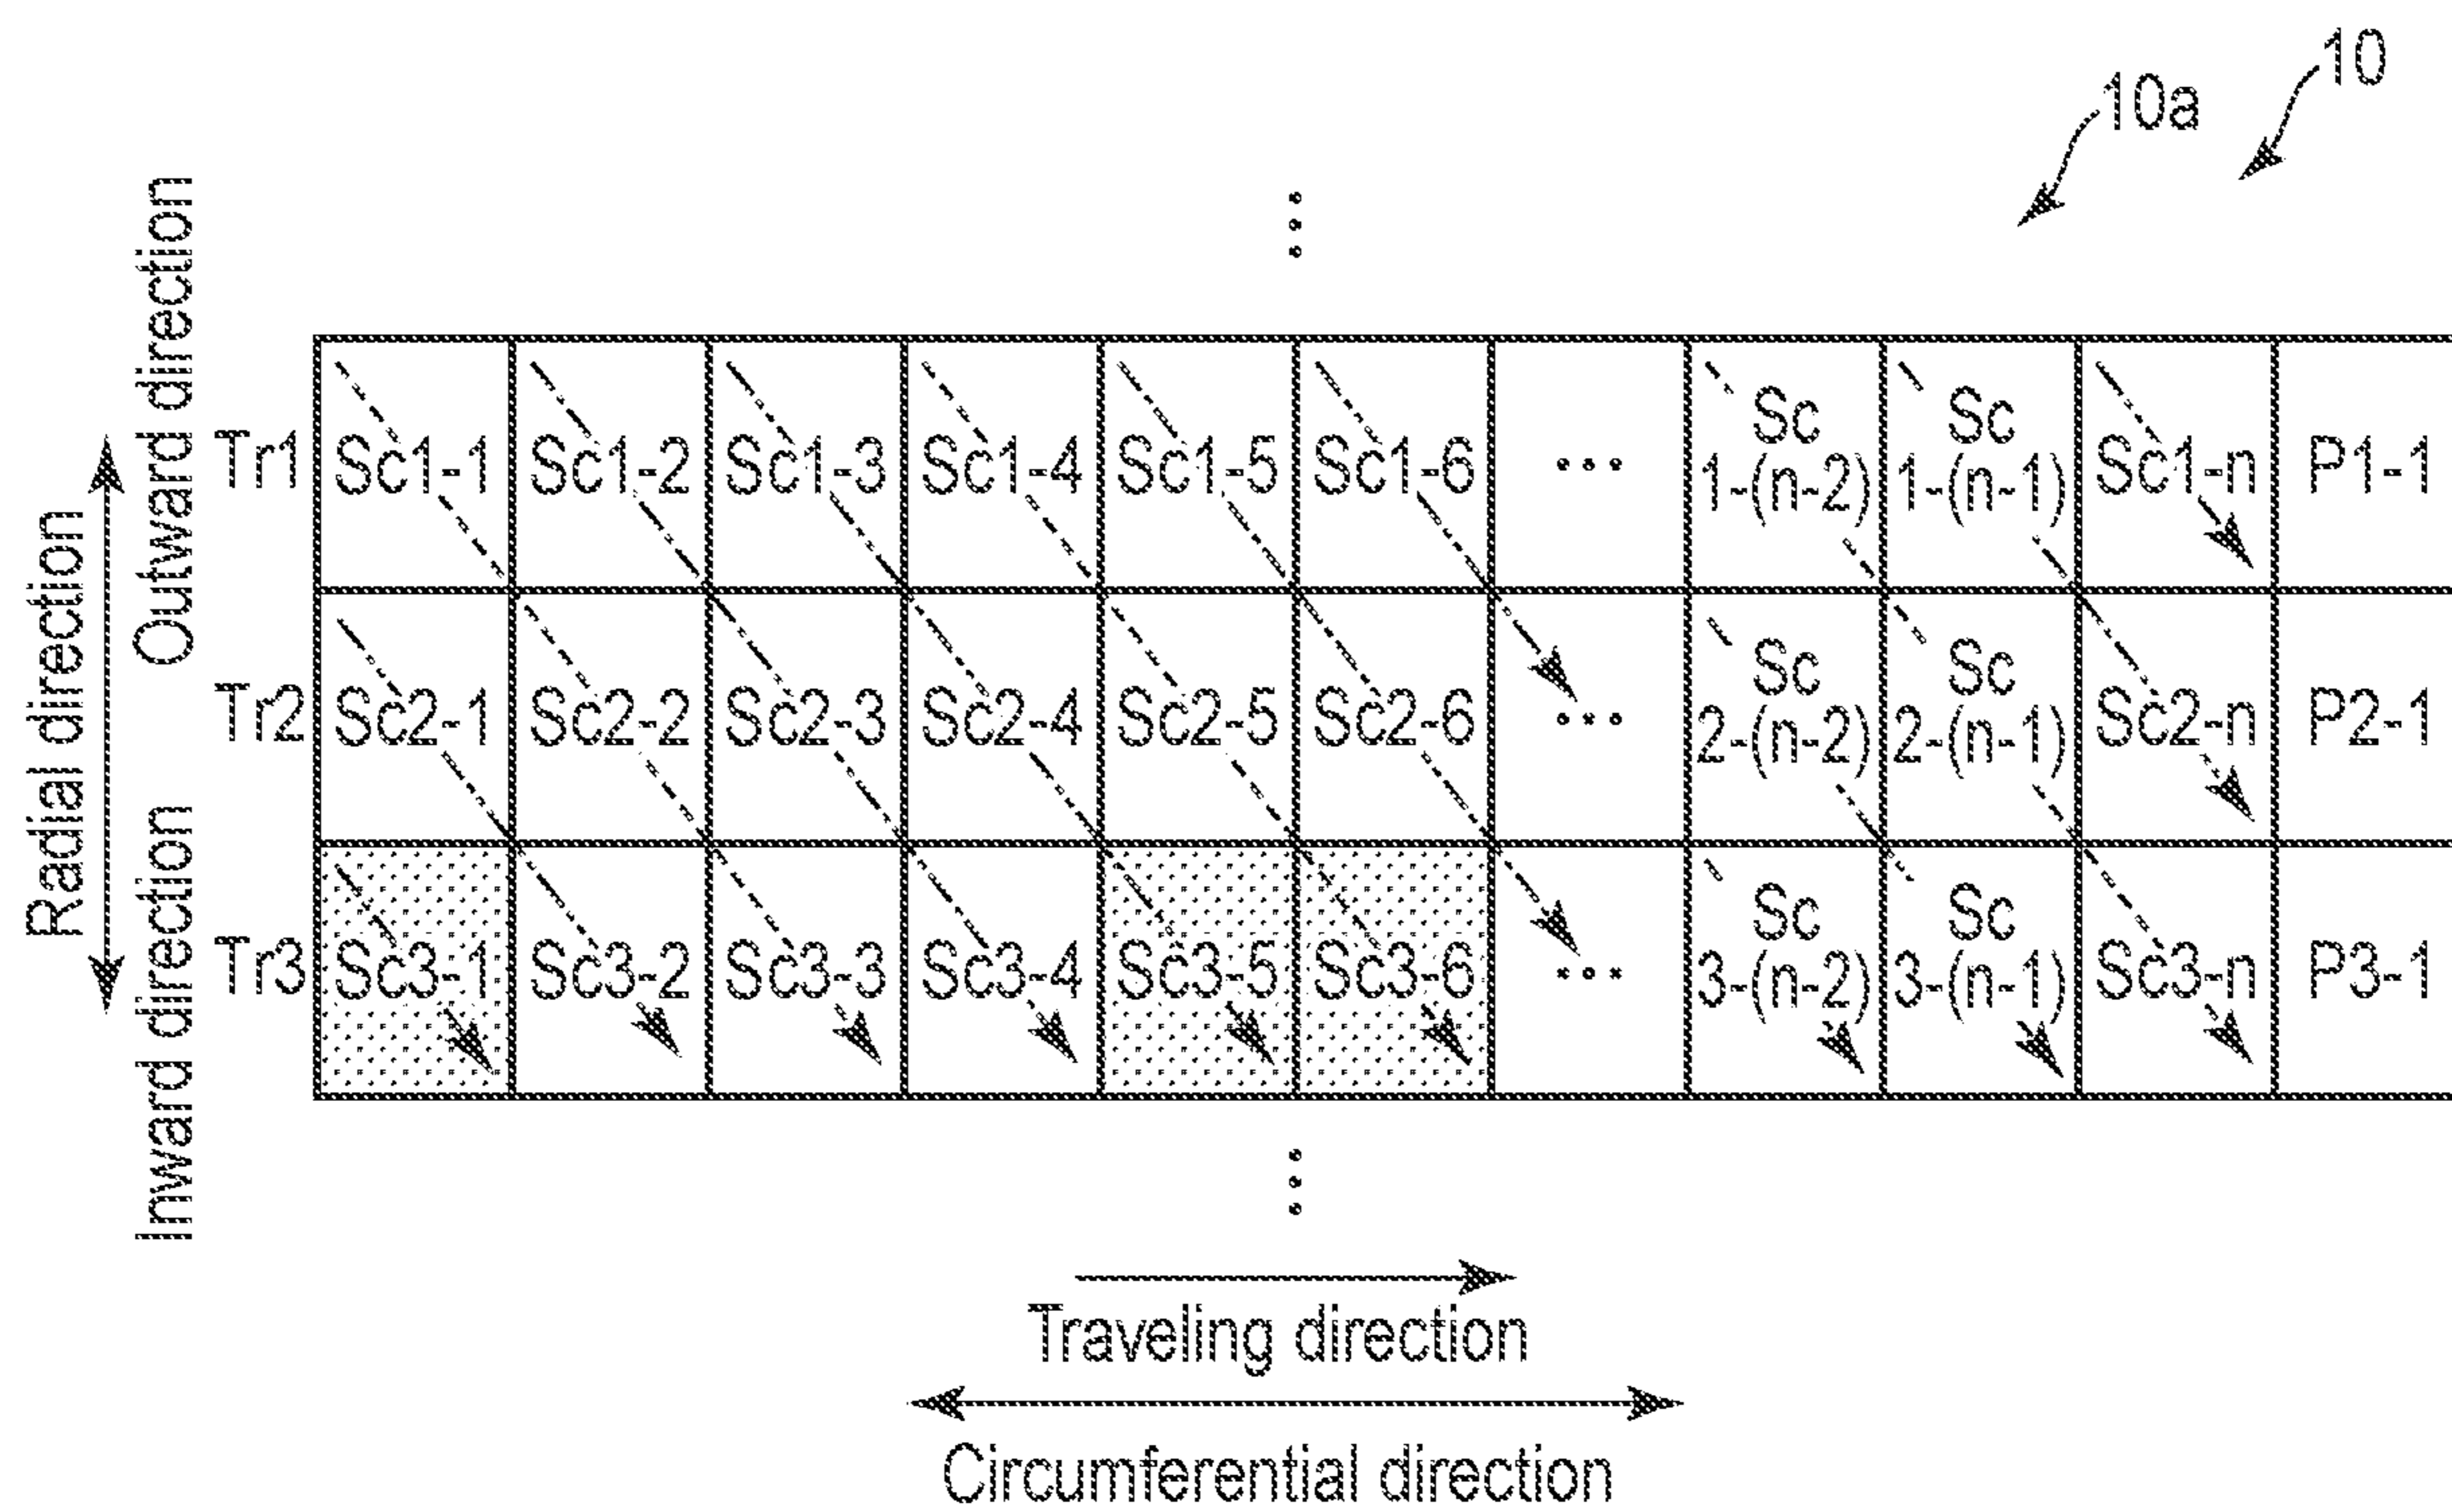 10
10a
Outward direction
Radial direction
Inward direction
Tr1 Sc1-1 Sc1-2 Sc1-3 Sc1-4 Sc1-5 Sc1-6 ... Sc 1-(n-2) Sc 1-(n-1) Sc1-n P1-1
Tr2 Sc2-1 Sc2-2 Sc2-3 Sc2-4 Sc2-5 Sc2-6 ... Sc 2-(n-2) Sc 2-(n-1) Sc2-n P2-1
Tr3 Sc3-1 Sc3-2 Sc3-3 Sc3-4 Sc3-5 Sc3-6 ... Sc 3-(n-2) Sc 3-(n-1) Sc3-n P3-1
Traveling direction
Circumferential direction